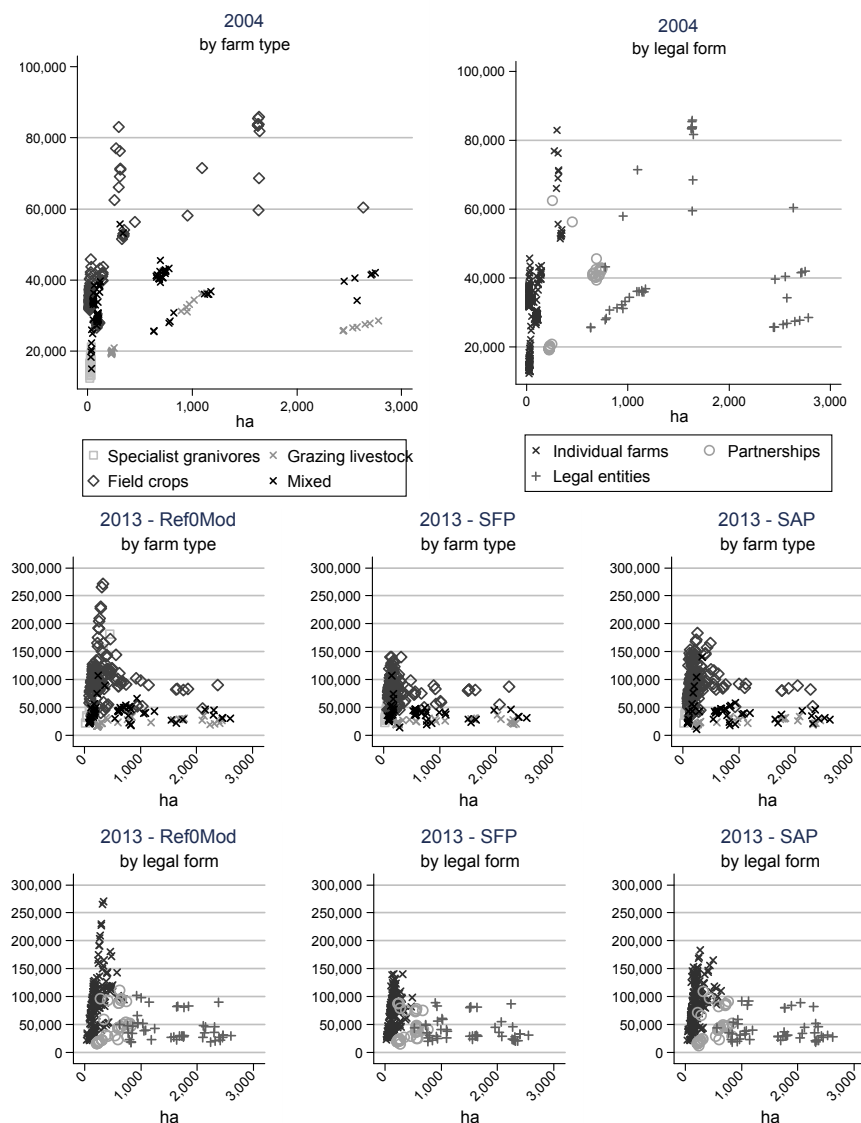 2004
by farm type
100,000
80,000
60,000
40,000
20,000
0 1,000 2,000 3,000
ha
Specialist granivores Grazing livestock
Field crops Mixed
2004
by legal form
100,000
80,000
60,000
40,000
20,000
0 1,000 2,000 3,000
ha
Individual farms Partnerships
Legal entities
2013 - Ref0Mod
by farm type
300,000
250,000
200,000
150,000
100,000
50,000
0
0 1,000 2,000 3,000
ha
2013 - SFP
by farm type
300,000
250,000
200,000
150,000
100,000
50,000
0
0 1,000 2,000 3,000
ha
2013 - SAP
by farm type
300,000
250,000
200,000
150,000
100,000
50,000
0
0 1,000 2,000 3,000
ha
2013 - Ref0Mod
by legal form
300,000
250,000
200,000
150,000
100,000
50,000
0
0 1,000 2,000 3,000
ha
2013 - SFP
by legal form
300,000
250,000
200,000
150,000
100,000
50,000
0
0 1,000 2,000 3,000
ha
2013 - SAP
by legal form
300,000
250,000
200,000
150,000
100,000
50,000
0
0 1,000 2,000 3,000
ha